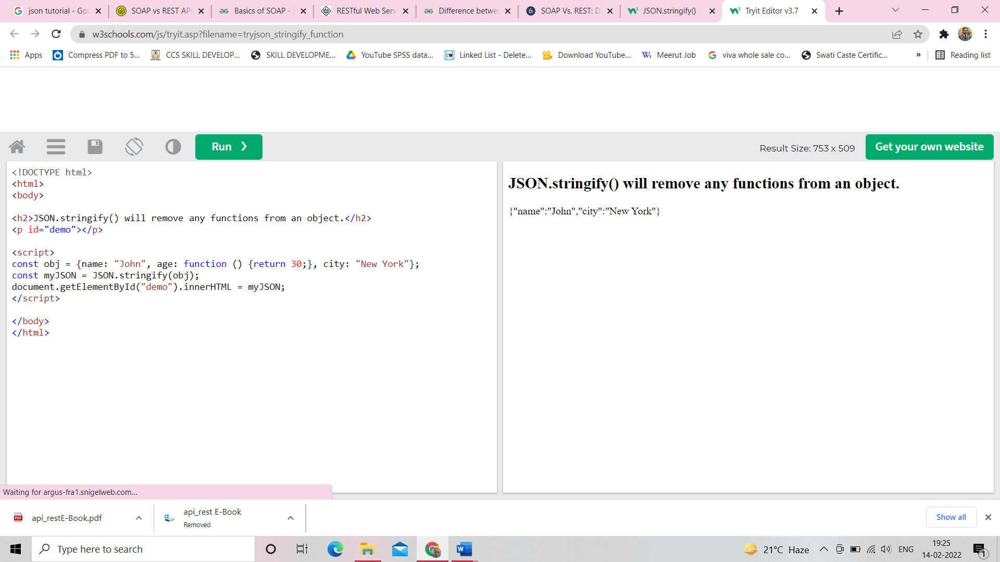 json tutorial - Goo
SOAP vs REST API
Basics of SOAP - S
RESTful Web Serv
Difference betwee
SOAP Vs. REST: D
JSON.stringify()
Tryit Editor v3.7
w3schools.com/js/tryit.asp?filename=tryjson_stringify_function
Apps
Compress PDF to 5...
CCS SKILL DEVELOP...
SKILL DEVELOPME...
YouTube SPSS data...
Linked List - Delete...
Download YouTube...
Meerut Job
viva whole sale co...
Swati Caste Certific...
»
Reading list
Run ❯
Result Size: 753 x 509
Get your own website
<!DOCTYPE html>
<html>
<body>
<h2>JSON.stringify() will remove any functions from an object.</h2>
<p id="demo"></p>
<script>
const obj = {name: "John", age: function () {return 30;}, city: "New York"};
const myJSON = JSON.stringify(obj);
document.getElementById("demo").innerHTML = myJSON;
</script>
</body>
</html>
JSON.stringify() will remove any functions from an object.
{"name":"John","city":"New York"}
Waiting for argus-fra1.snigelweb.com...
api_restE-Book.pdf
api_rest E-Book
Removed
Show all
Type here to search
21°C Haze
ENG
19:25
14-02-2022
1